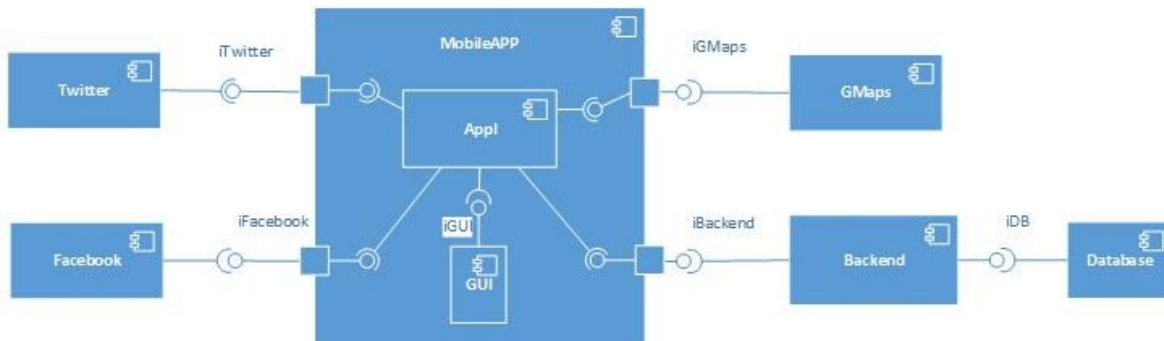 MobileAPP
iTwitter
iGMaps
Twitter
GMaps
Appl
iFacebook
iGUI
iBackend
iDB
Facebook
GUI
Backend
Database